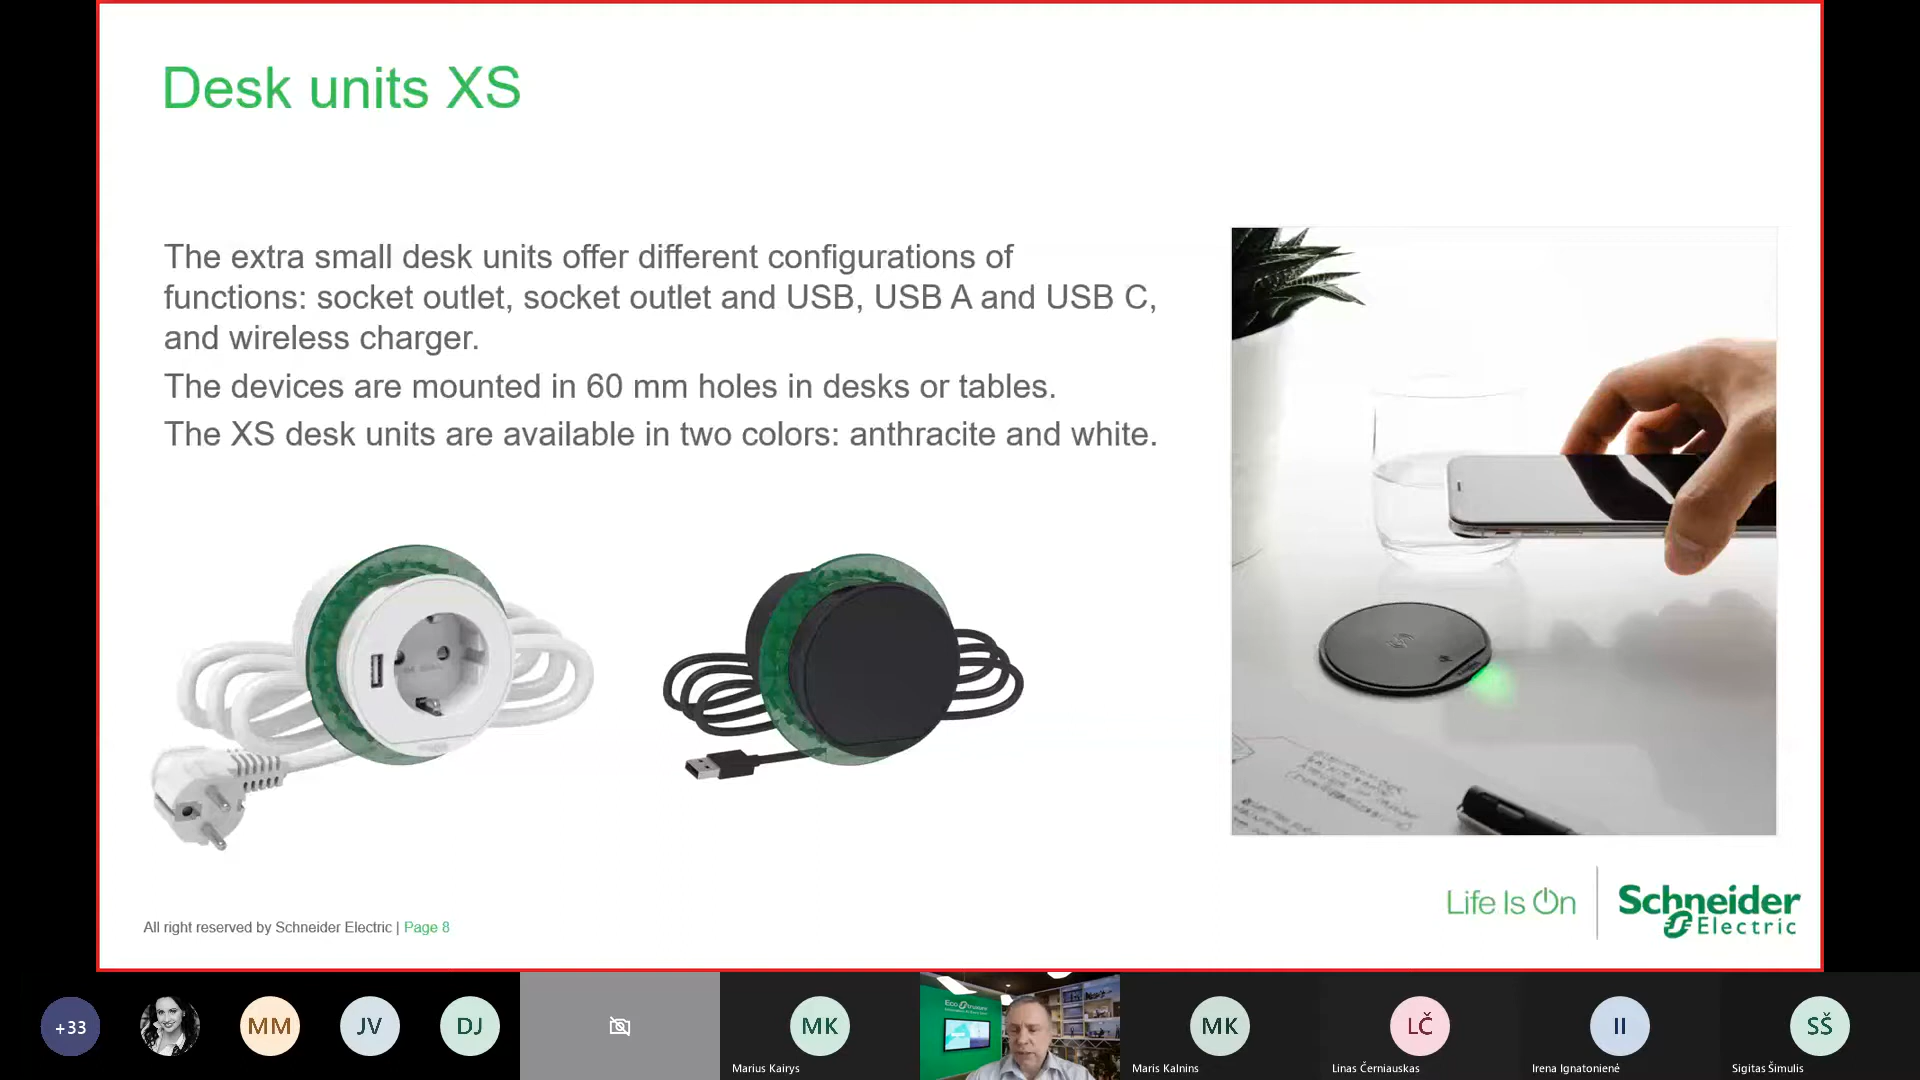 Desk units XS
The extra small desk units offer different configurations of
functions: socket outlet, socket outlet and USB, USB A and USB C,
and wireless charger.
The devices are mounted in 60 mm holes in desks or tables.
The XS desk units are available in two colors: anthracite and white.
Life Is On
Schneider
Electric
All right reserved by Schneider Electric | Page 8
+33
MM
JV
DJ
MK
Marius Kairys
MK
Maris Kalnins
LČ
Linas Černiauskas
II
Irena Ignatonienė
SŠ
Sigitas Šimulis